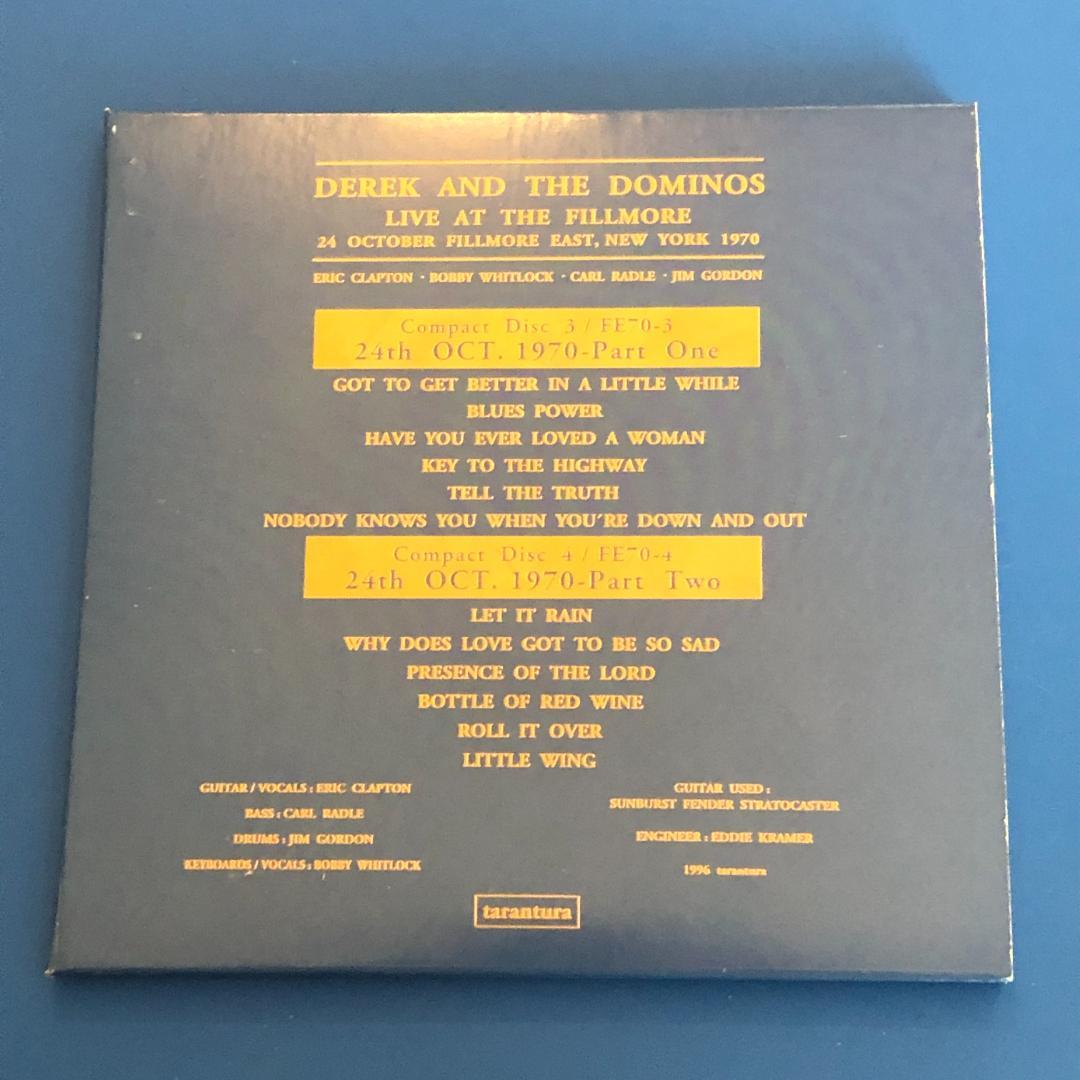 DEREK AND THE DOMINOS
LIVE AT THE FILLMORE
24 OCTOBER FILLMORE EAST, NEW YORK 1970
ERIC CLAPTON · BOBBY WHITLOCK · CARL RADLE · JIM GORDON
Compact Disc 3 / FE70-3
24th OCT. 1970-Part One
GOT TO GET BETTER IN A LITTLE WHILE
BLUES POWER
HAVE YOU EVER LOVED A WOMAN
KEY TO THE HIGHWAY
TELL THE TRUTH
NOBODY KNOWS YOU WHEN YOU'RE DOWN AND OUT
Compact Disc 4 / FE70-4
24th OCT. 1970-Part Two
LET IT RAIN
WHY DOES LOVE GOT TO BE SO SAD
PRESENCE OF THE LORD
BOTTLE OF RED WINE
ROLL IT OVER
LITTLE WING
GUITAR / VOCALS : ERIC CLAPTON
BASS : CARL RADLE
DRUMS : JIM GORDON
KEYBOARDS / VOCALS : BOBBY WHITLOCK
GUITAR USED :
SUNBURST FENDER STRATOCASTER
ENGINEER : EDDIE KRAMER
1996 tarantura
tarantura